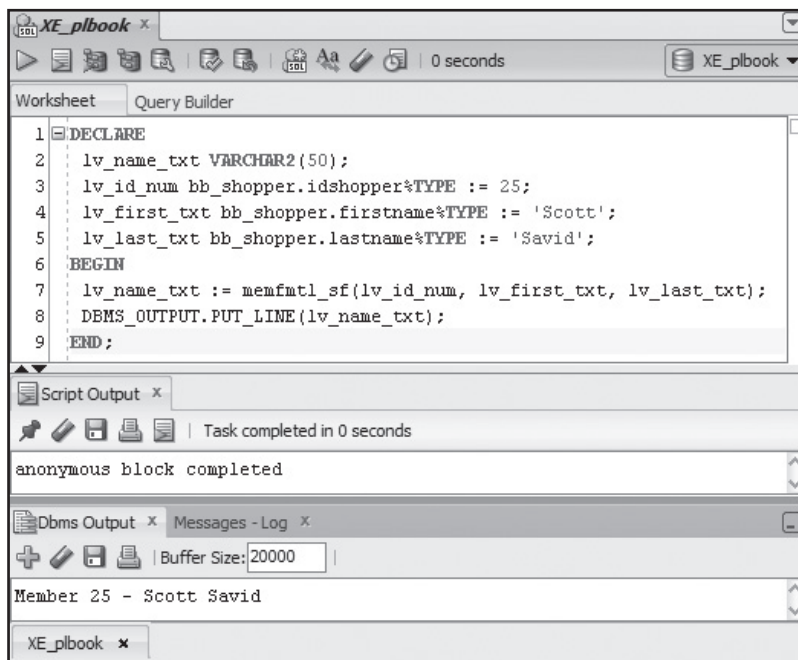 XE_plbook x
0 seconds
XE_plbook
Worksheet Query Builder
1 DECLARE
2 lv_name_txt VARCHAR2(50);
3 lv_id_num bb_shopper.idshopper%TYPE := 25;
4 lv_first_txt bb_shopper.firstname%TYPE := 'Scott';
5 lv_last_txt bb_shopper.lastname%TYPE := 'Savid';
6 BEGIN
7 lv_name_txt := memfmtl_sf(lv_id_num, lv_first_txt, lv_last_txt);
8 DBMS_OUTPUT.PUT_LINE(lv_name_txt);
9 END;
Script Output x
Task completed in 0 seconds
anonymous block completed
Dbms Output x Messages - Log x
Buffer Size: 20000
Member 25 - Scott Savid
XE_plbook x